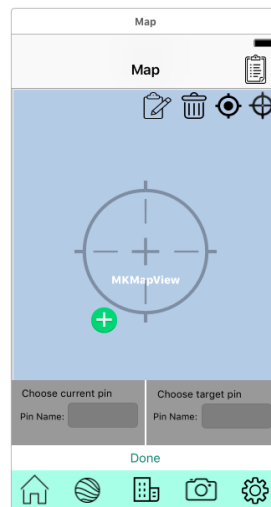 Map
Map
MKMapView
Choose current pin
Choose target pin
Pin Name:
Pin Name:
Done